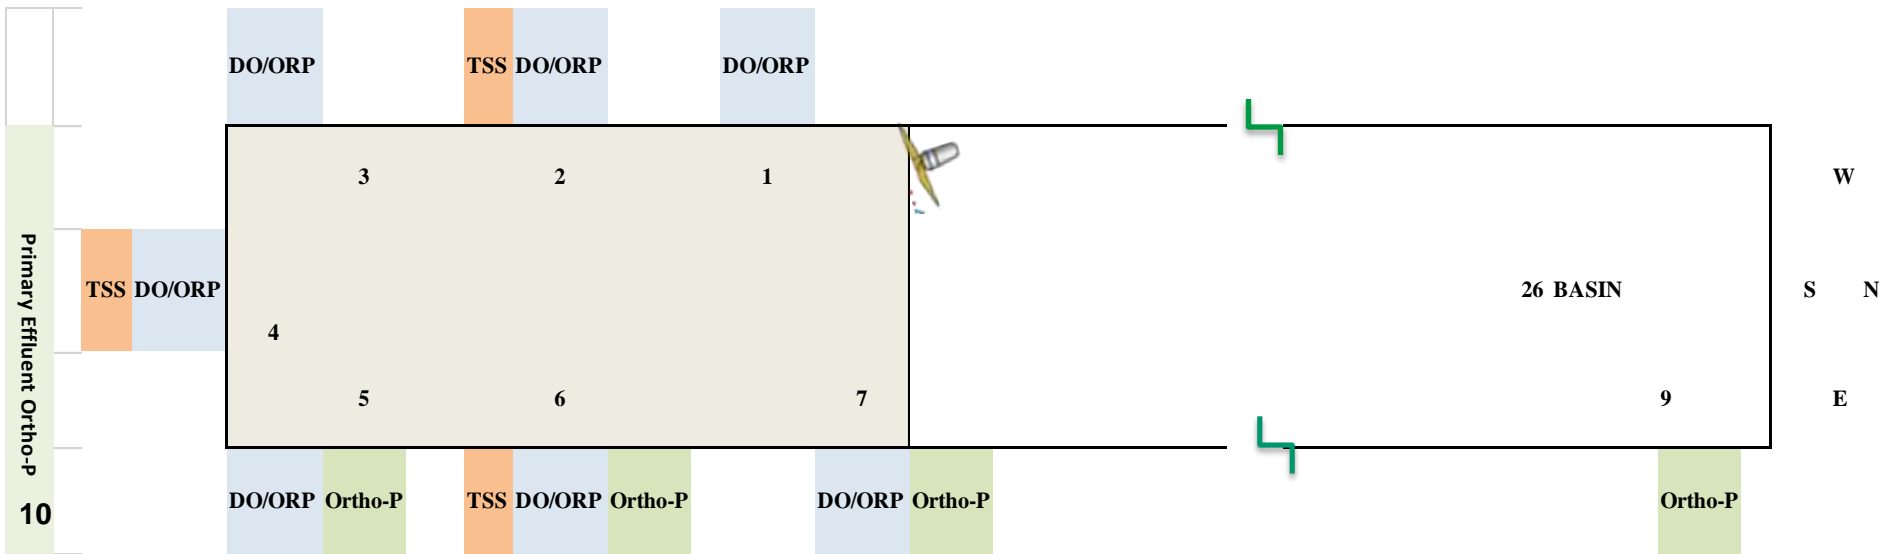 DO/ORP TSS DO/ORP DO/ORP
3 2 1 W
Primary Effluent Ortho-P
TSS DO/ORP 26 BASIN S N
4
5 6 7 9 E
10 DO/ORP Ortho-P TSS DO/ORP Ortho-P DO/ORP Ortho-P Ortho-P